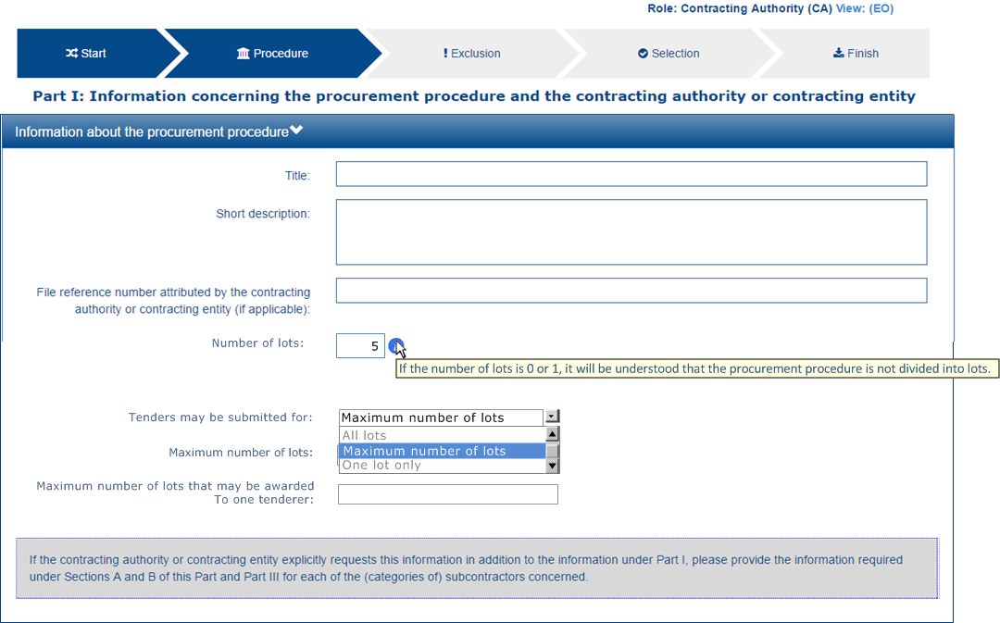 Role: Contracting Authority (CA) View: (EO)
Start
Procedure
Exclusion
Selection
Finish
Part I: Information concerning the procurement procedure and the contracting authority or contracting entity
Information about the procurement procedure
Title:
Short description:
File reference number attributed by the contracting
authority or contracting entity (if applicable):
Number of lots:
5
If the number of lots is 0 or 1, it will be understood that the procurement procedure is not divided into lots.
Tenders may be submitted for:
Maximum number of lots
All lots
Maximum number of lots
One lot only
Maximum number of lots:
Maximum number of lots that may be awarded
To one tenderer:
If the contracting authority or contracting entity explicitly requests this information in addition to the information under Part I, please provide the information required
under Sections A and B of this Part and Part III for each of the (categories of) subcontractors concerned.